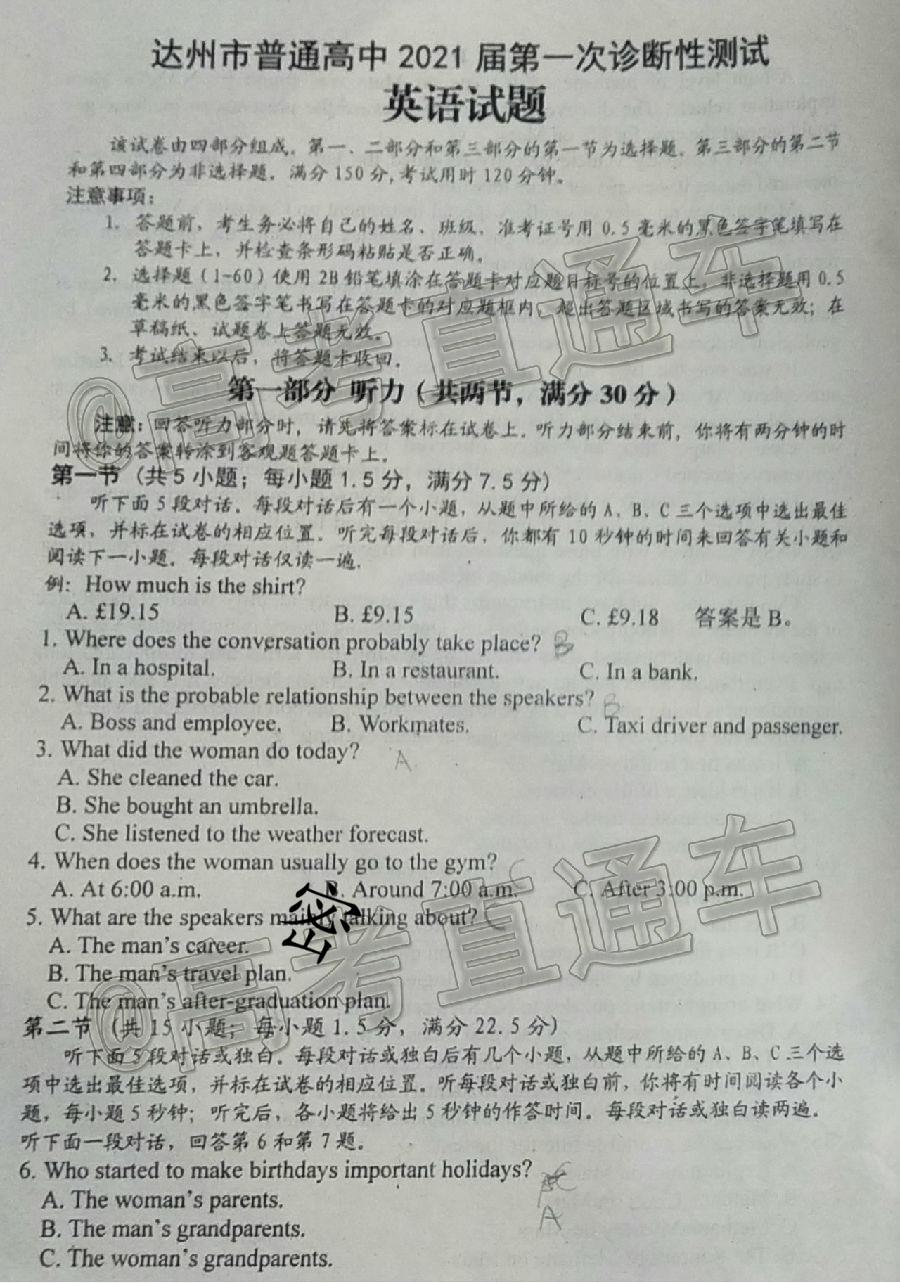 达州市普通高中 2021 届第一次诊断性测试
英语试题
该试卷由四部分组成。第一、二部分和第三部分的第一节为选择题。第三部分的第二节
和第四部分为非选择题。满分 150 分,考试用时 120 分钟。
注意事项:
1. 答题前,考生务必将自己的姓名、班级、准考证号用 0.5 毫米的黑色签字笔填写在
答题卡上,并检查条形码粘贴是否正确。
2. 选择题(1-60)使用 2B 铅笔填涂在答题卡对应题目标号的位置上,非选择题用 0.5
毫米的黑色签字笔书写在答题卡的对应题框内,超出答题区域书写的答案无效;在
草稿纸、试题卷上答题无效。
3. 考试结束以后,将答题卡收回。
第一部分 听力(共两节,满分 30 分)
注意:回答听力部分时,请先将答案标在试卷上。听力部分结束前,你将有两分钟的时
间将你的答案转涂到客观题答题卡上。
第一节(共 5 小题;每小题 1.5 分,满分 7.5 分)
听下面 5 段对话。每段对话后有一个小题,从题中所给的 A、B、C 三个选项中选出最佳
选项,并标在试卷的相应位置。听完每段对话后,你都有 10 秒钟的时间来回答有关小题和
阅读下一小题。每段对话仅读一遍.
例: How much is the shirt?
A. £19.15 B. £9.15 C. £9.18 答案是 B。
1. Where does the conversation probably take place? B
A. In a hospital. B. In a restaurant. C. In a bank.
2. What is the probable relationship between the speakers? B
A. Boss and employee. B. Workmates. C. Taxi driver and passenger.
3. What did the woman do today? A
A. She cleaned the car.
B. She bought an umbrella.
C. She listened to the weather forecast.
4. When does the woman usually go to the gym? C
A. At 6:00 a.m. B. Around 7:00 a.m. C. After 3:00 p.m.
5. What are the speakers mainly talking about? C
A. The man's career.
B. The man's travel plan.
C. The man's after-graduation plan.
第二节(共 15 小题;每小题 1.5 分,满分 22.5 分)
听下面 5 段对话或独白。每段对话或独白后有几个小题,从题中所给的 A、B、C 三个选
项中选出最佳选项,并标在试卷的相应位置。听每段对话或独白前,你将有时间阅读各个小
题,每小题 5 秒钟;听完后,各小题将给出 5 秒钟的作答时间。每段对话或独白读两遍。
听下面一段对话,回答第 6 和第 7 题。
6. Who started to make birthdays important holidays?
A
A. The woman's parents.
B. The man's grandparents.
C. The woman's grandparents.
密
@高考直通车
@高考直通车